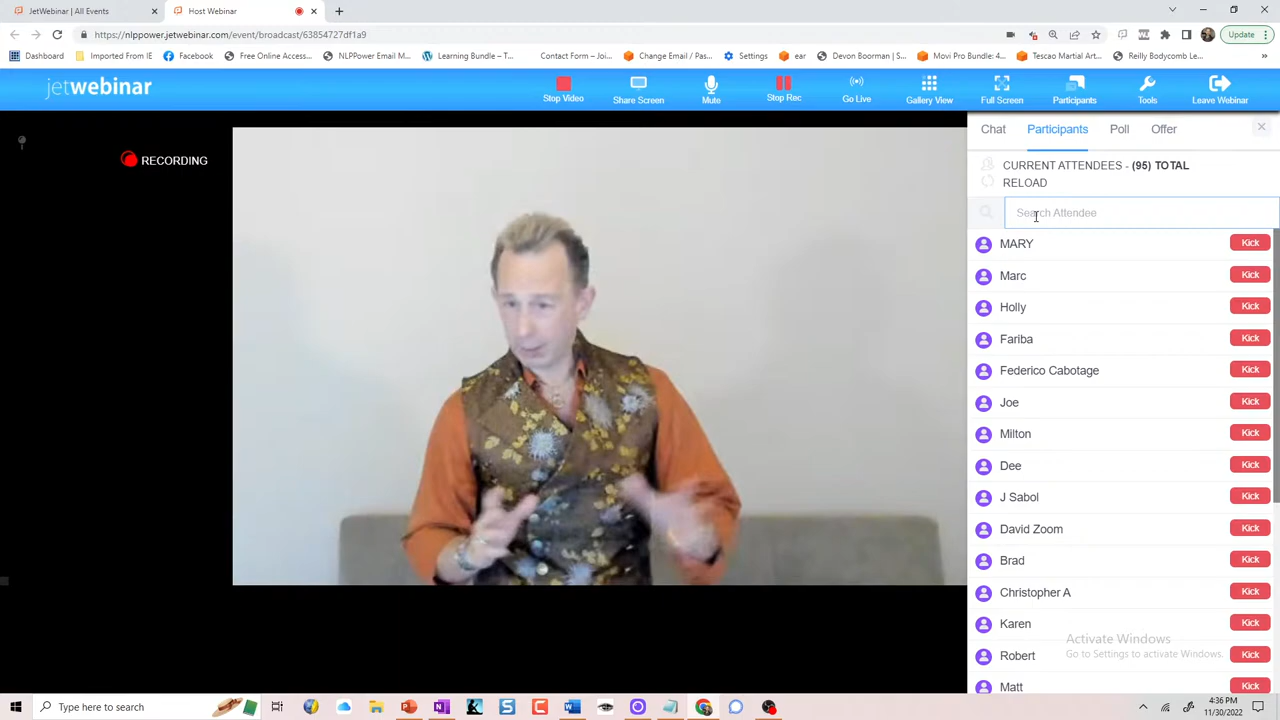 JetWebinar | All Events
Host Webinar
https://nlppower.jetwebinar.com/event/broadcast/63854727df1a9
Update
Dashboard
Imported From IE
Facebook
Free Online Access...
NLPPower Email M...
Learning Bundle – T...
Contact Form – Joi...
Change Email / Pas...
Settings
ear
Devon Boorman | S...
Movi Pro Bundle: 4...
Tescao Martial Art...
Reilly Bodycomb Le...
jetwebinar
Stop Video
Share Screen
Mute
Stop Rec
Go Live
Gallery View
Full Screen
Participants
Tools
Leave Webinar
RECORDING
Chat
Participants
Poll
Offer
CURRENT ATTENDEES - (95) TOTAL
RELOAD
Search Attendee
MARY Kick
Marc Kick
Holly Kick
Fariba Kick
Federico Cabotage Kick
Joe Kick
Milton Kick
Dee Kick
J Sabol Kick
David Zoom Kick
Brad Kick
Christopher A Kick
Karen Kick
Robert Kick
Matt Kick
Activate Windows
Go to Settings to activate Windows.
Type here to search
4:36 PM
11/30/2022